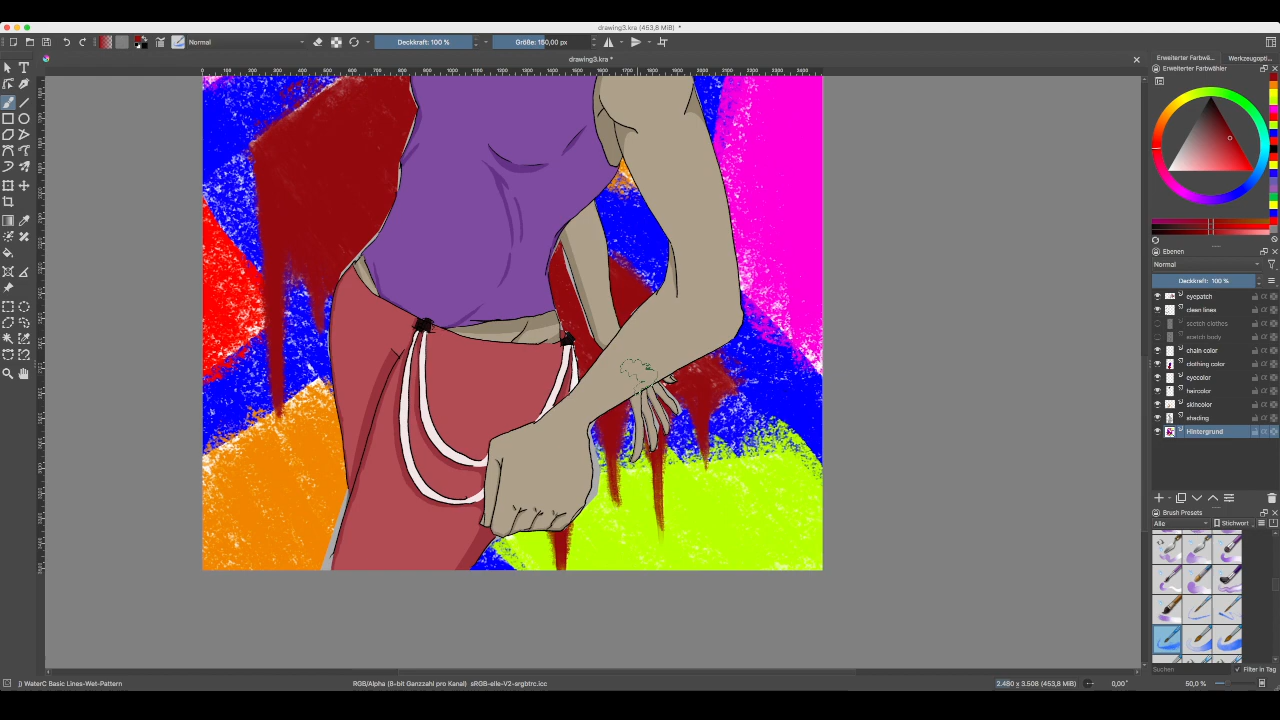 drawing3.kra (453,8 MiB) *
Normal
Deckkraft: 100 %
Größe: 150,00 px
drawing3.kra *
Erweiterter Farbwä...
Werkzeugopti...
Erweiterter Farbwähler
Ebenen
Normal
Deckkraft: 100 %
eyepatch
clean lines
scetch clothes
scetch body
chain color
clothing color
eyecolor
haircolor
skincolor
shading
Hintergrund
Brush Presets
Alle
Stichwort
Suchen
Filter in Tag
) WaterC Basic Lines-Wet-Pattern
RGB/Alpha (8-bit Ganzzahl pro Kanal) sRGB-elle-V2-srgbtrc.icc
2.480 x 3.508 (453,8 MiB)
0,00°
50,0 %